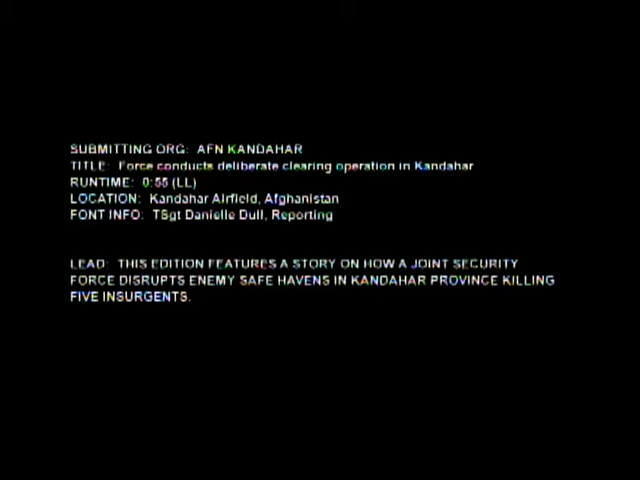 SUBMITTING ORG: AFN KANDAHAR
TITLE: Force conducts deliberate clearing operation in Kandahar
RUNTIME: 0:55 (LL)
LOCATION: Kandahar Airfield, Afghanistan
FONT INFO: TSgt Danielle Dull, Reporting
LEAD: THIS EDITION FEATURES A STORY ON HOW A JOINT SECURITY
FORCE DISRUPTS ENEMY SAFE HAVENS IN KANDAHAR PROVINCE KILLING
FIVE INSURGENTS.